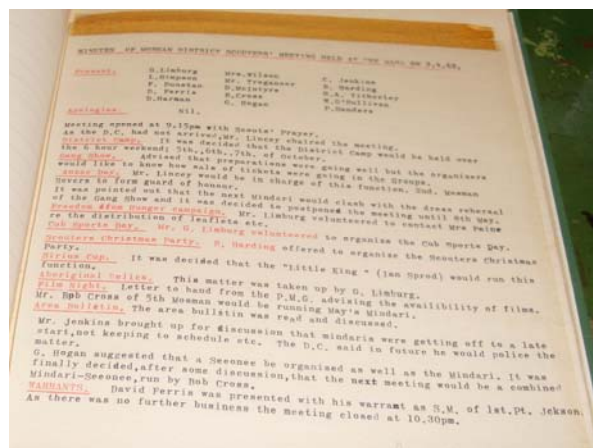 MINUTES OF MOSMAN DISTRICT SCOUTERS' MEETING HELD AT THE
Present. G.Limburg Mrs.Wilson C. Jenkins
L.Simpson Mr. Tregonner B. Harding
F. Dunstan D.McIntyre G.A. Titherley
D. Ferris R.Cross W.O'Sullivan
D.Harman G. Hogan P.Sanders
Apologies. Nil.
Meeting opened at 9.15pm with Scouts' Prayer.
As the D.C. had not arrived,Mr. Lincey chaired the meeting.
District Camp. It was decided that the District Camp would be held over
the 6 hour weekend; 5th.,6th.,7th. of October.
Gang Show. Advised that preparations were going well but the organisers
would like to know how sale of tickets were going in the Groups.
Mr. Lincey would be in charge of this function. 2nd. Mosman
Rovers to form guard of honour.
It was pointed out that the next Mindari would clash with the dress rehersal
of the Gang Show and it was decided to postpone the meeting until 8th May.
Freedom from Hunger campaign. Mr. Limburg volunteered to contact Mrs Paine
re the distribution of leaflets etc.
Cub Sports Day. Mr. G. Limburg volunteered to organise the Cub Sports Day.
Scouters Christmas Party. B. Harding offered to organise the Scouters Christmas
Party.
Sirius Cup. It was decided that the "Little King " (Jan Sprod) would run this
function.
Aboriginal Relics. This matter was taken up by G. Limburg.
Film Night. Letter to hand from the P.M.G. advising the availibility of films.
Mr. Bob Cross of 5th Mosman would be running May's Mindari.
Area Bulletin. The area bulltin was read and discussed.
Mr. Jenkins brought up for discussion that mindaris were getting off to a late
start,not keeping to schedule etc. The D.C. said in future he would police the
matter.
G. Hogan suggested that a Seeonee be organised as well as the Mindari. It was
finally decided,after some discussion,that the next meeting would be a combined
Mindari-Seeonee,run by Bob Cross.
WARRANTS. David Ferris was presented with his warrant as S.M. of 1st.Pt. Jekson.
As there was no further business the meeting closed at 10.30pm.